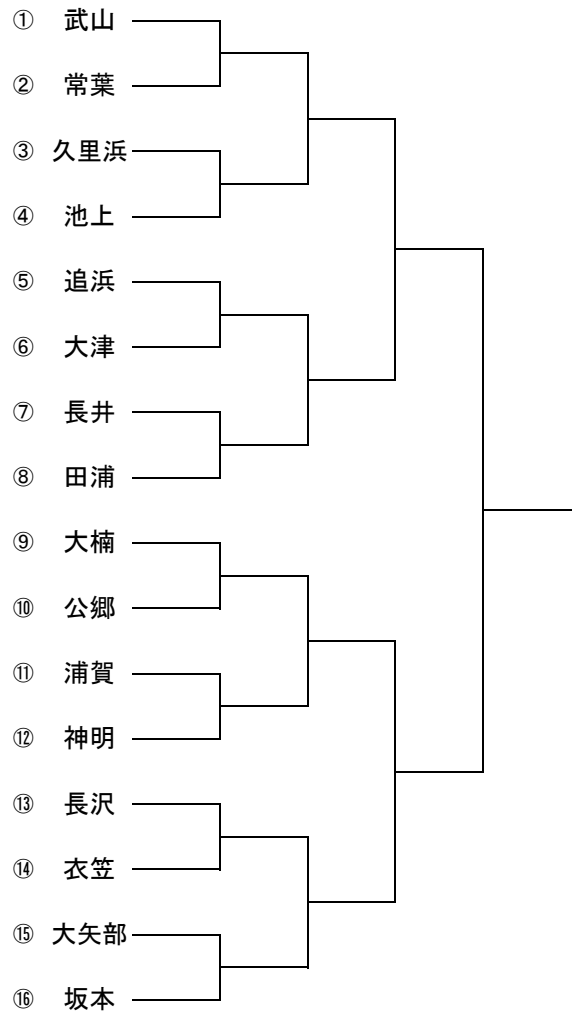 ① 武山
② 常葉
③ 久里浜
④ 池上
⑤ 追浜
⑥ 大津
⑦ 長井
⑧ 田浦
⑨ 大楠
⑩ 公郷
⑪ 浦賀
⑫ 神明
⑬ 長沢
⑭ 衣笠
⑮ 大矢部
⑯ 坂本